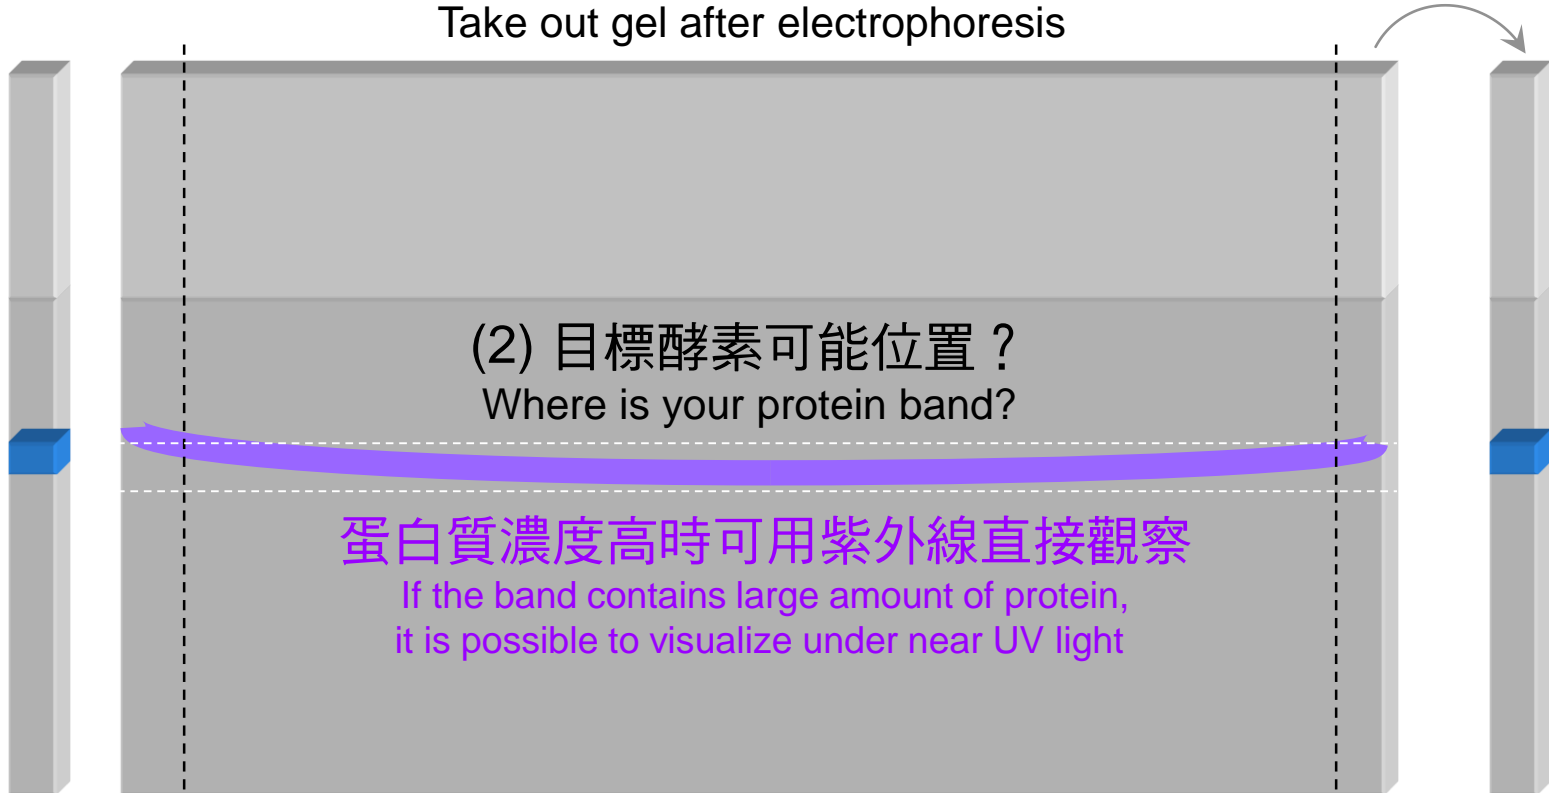 Take out gel after electrophoresis
(2) 目標酵素可能位置？
Where is your protein band?
蛋白質濃度高時可用紫外線直接觀察
If the band contains large amount of protein,
it is possible to visualize under near UV light